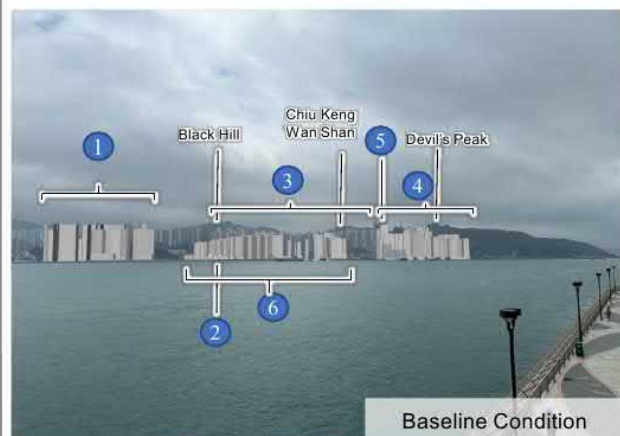 1
Black Hill
Chiu Keng
Wan Shan
5
Devil's Peak
3
4
6
2
Baseline Condition